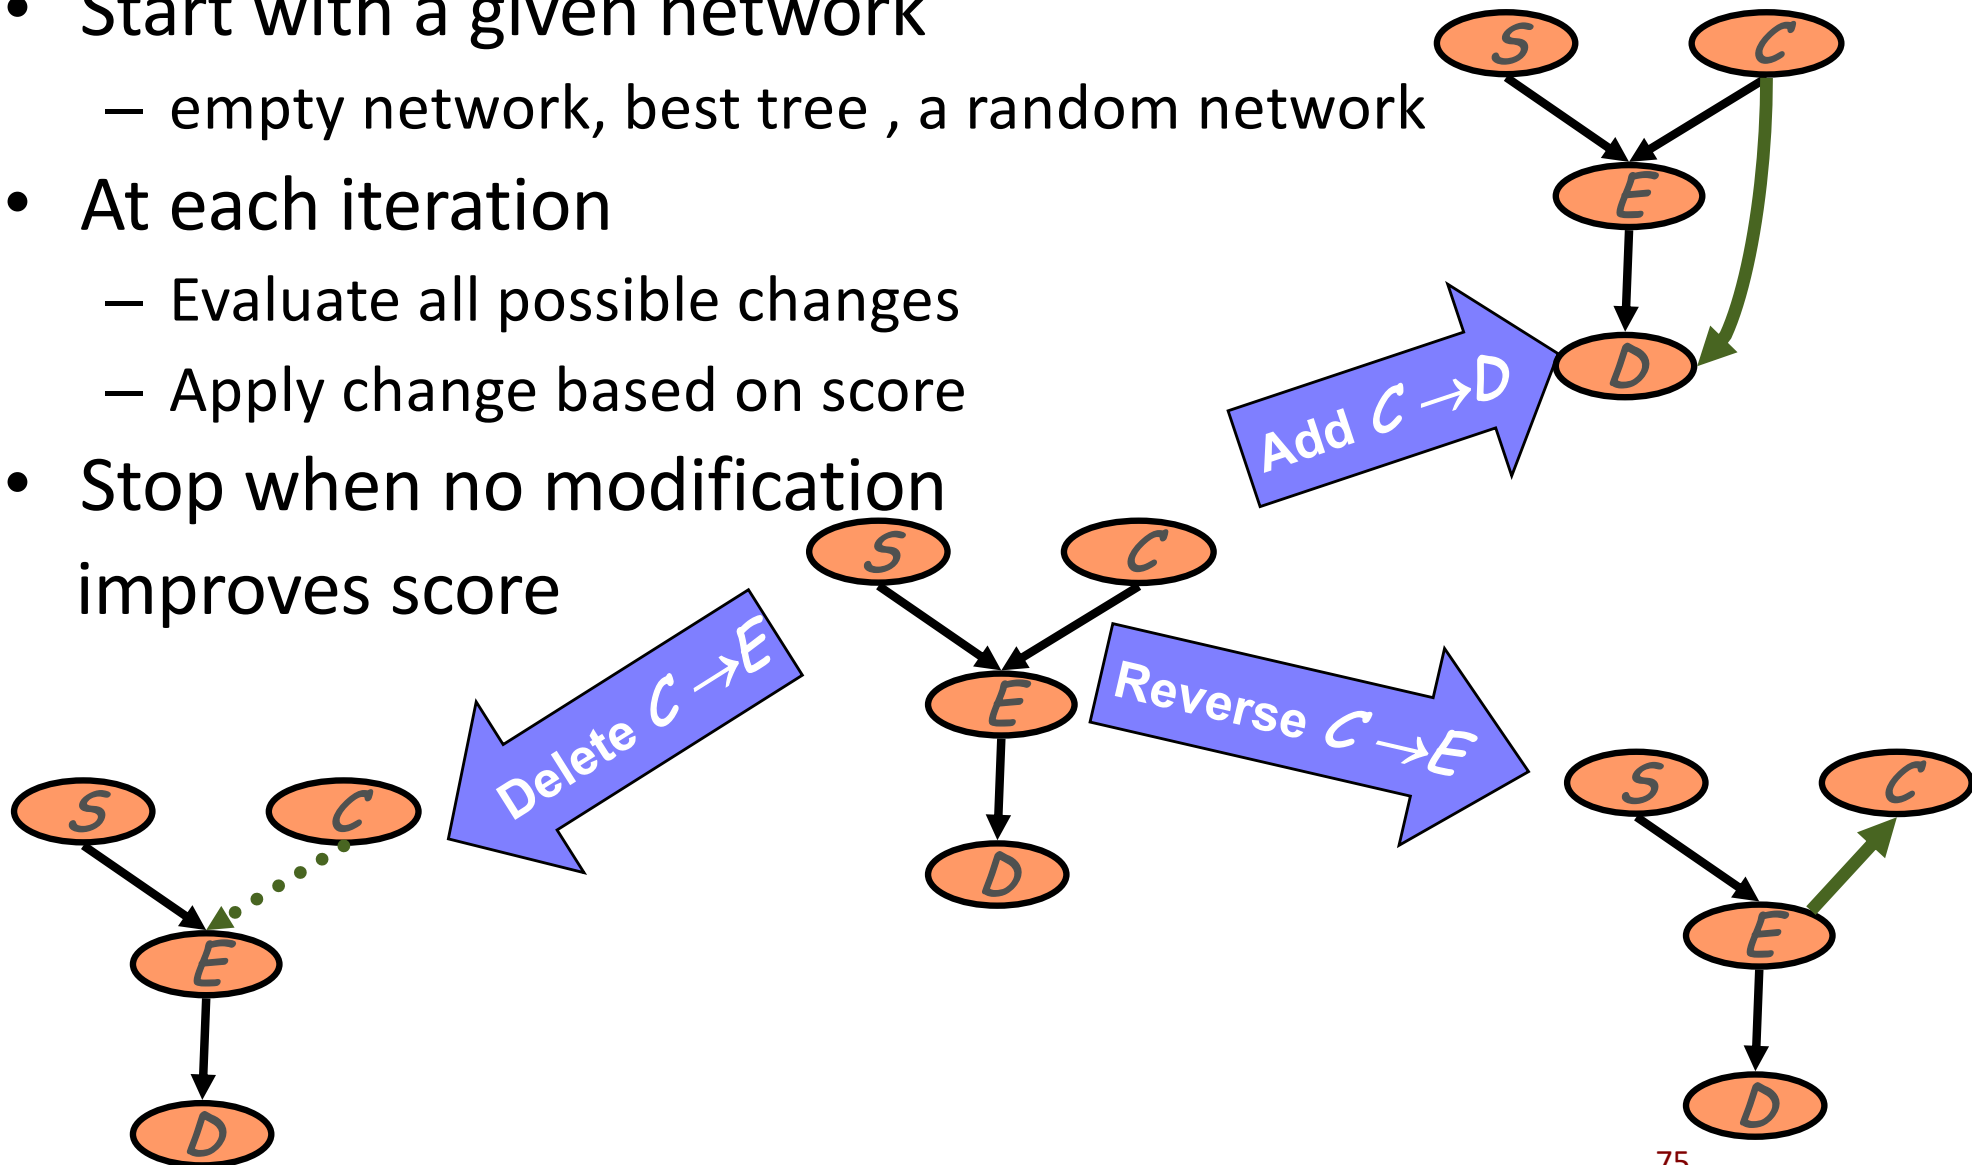 • Start with a given network
– empty network, best tree , a random network
• At each iteration
– Evaluate all possible changes
– Apply change based on score
• Stop when no modification
improves score
S C
E
D
Add C →D
S C
E
D
Delete C →E
Reverse C →E
S C
E
D
S C
E
D
75